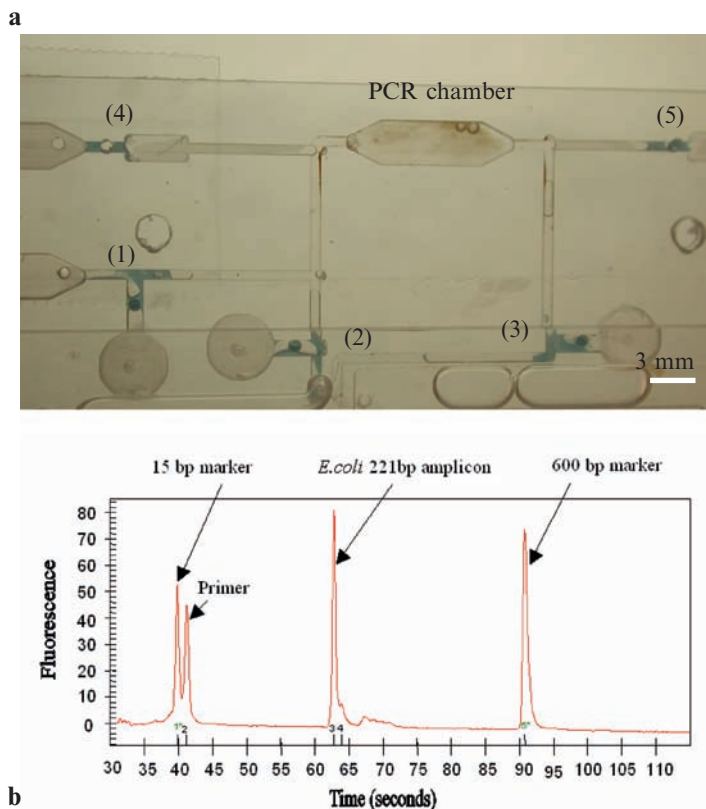 a
PCR chamber
(4)
(5)
(1)
(2)
(3)
3 mm
15 bp marker
E.coli 221bp amplicon
600 bp marker
Primer
Fluorescence
80
70
60
50
40
30
20
10
0
1* 2
3 4
5*
30 35 40 45 50 55 60 65 70 75 80 85 90 95 100 105 110
Time (seconds)
b